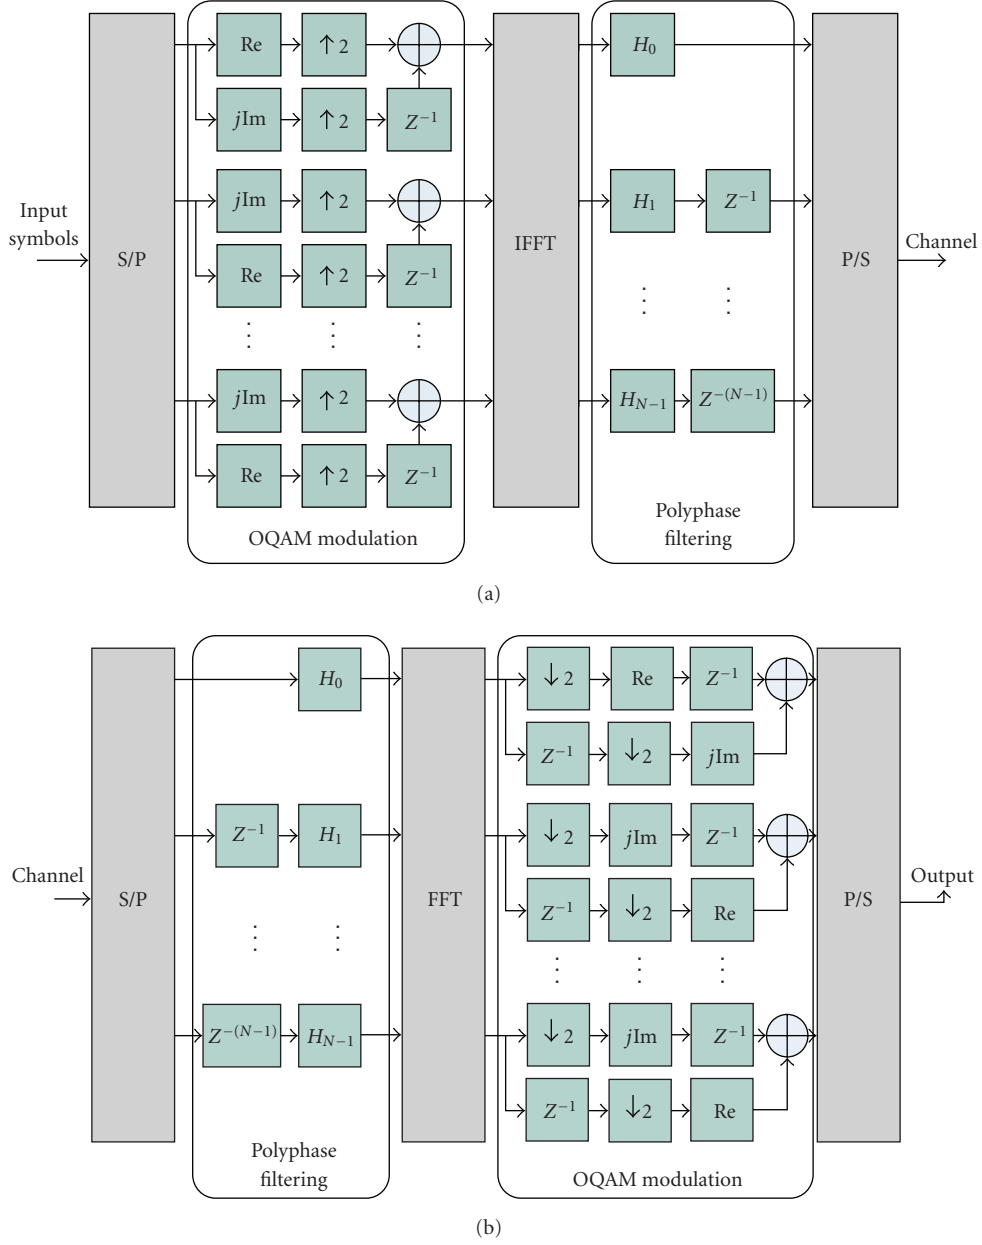 Re
↑2
H₀
jIm
↑2
Z⁻¹
jIm
↑2
H₁
Z⁻¹
Input
symbols
S/P
IFFT
P/S
Channel
Re
↑2
Z⁻¹
jIm
↑2
H_{N−1}
Z^{−(N−1)}
Re
↑2
Z⁻¹
OQAM modulation
Polyphase
filtering
(a)
H₀
↓2
Re
Z⁻¹
Z⁻¹
↓2
jIm
Z⁻¹
H₁
↓2
jIm
Z⁻¹
Channel
S/P
FFT
Z⁻¹
↓2
Re
P/S
Output
Z^{−(N−1)}
H_{N−1}
↓2
jIm
Z⁻¹
Z⁻¹
↓2
Re
Polyphase
filtering
OQAM modulation
(b)